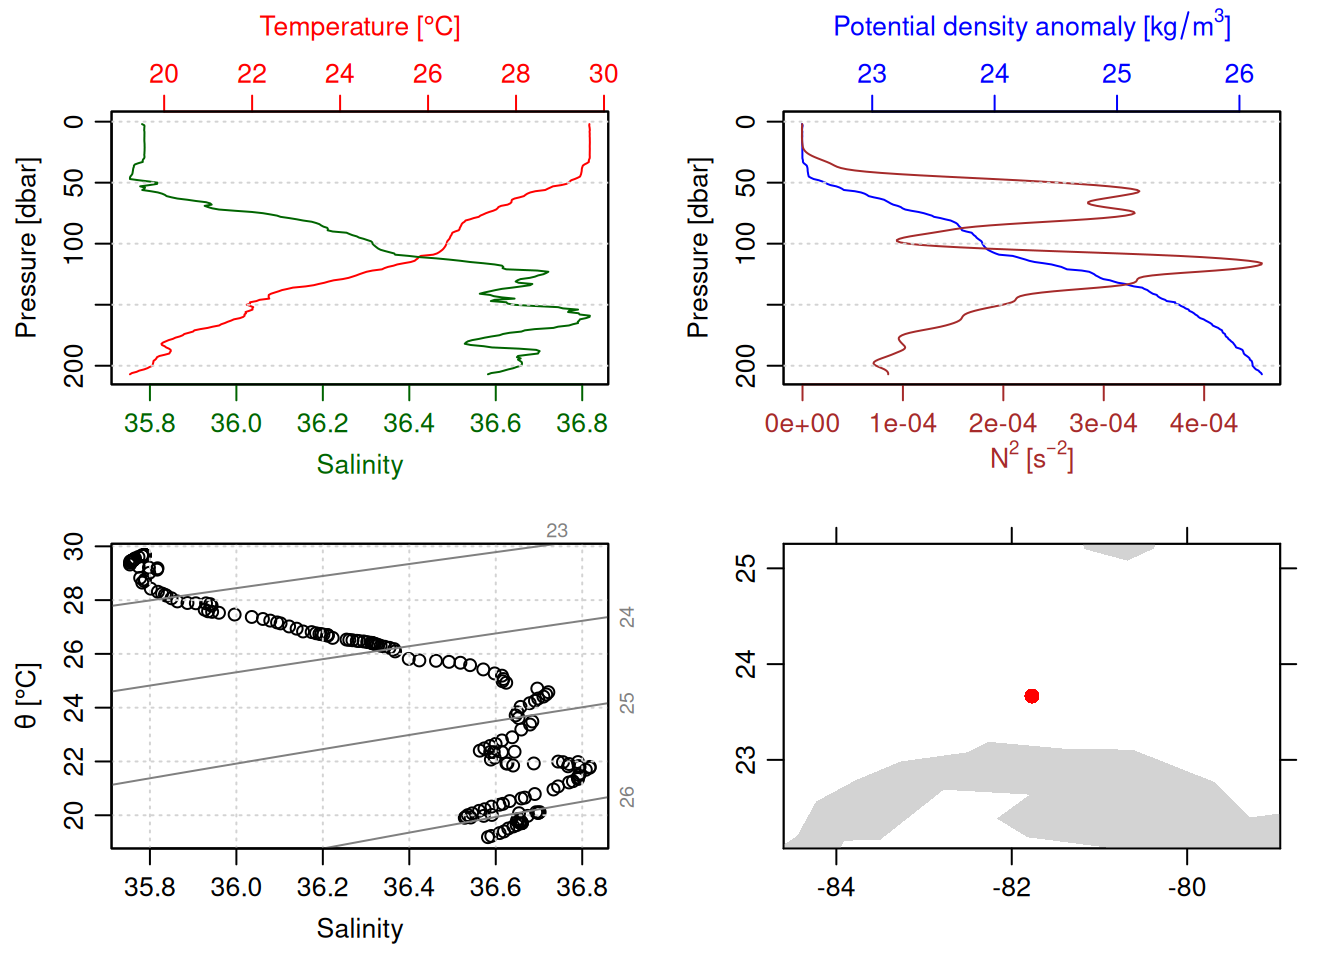 Temperature [°C]
20 22 24 26 28 30
Pressure [dbar]
0
50
100
200
35.8 36.0 36.2 36.4 36.6 36.8
Salinity
Potential density anomaly [kg/m³]
23 24 25 26
Pressure [dbar]
0
50
100
200
0e+00 1e-04 2e-04 3e-04 4e-04
N² [s⁻²]
23
24
25
26
θ [°C]
30
28
26
24
22
20
35.8 36.0 36.2 36.4 36.6 36.8
Salinity
25
24
23
-84 -82 -80